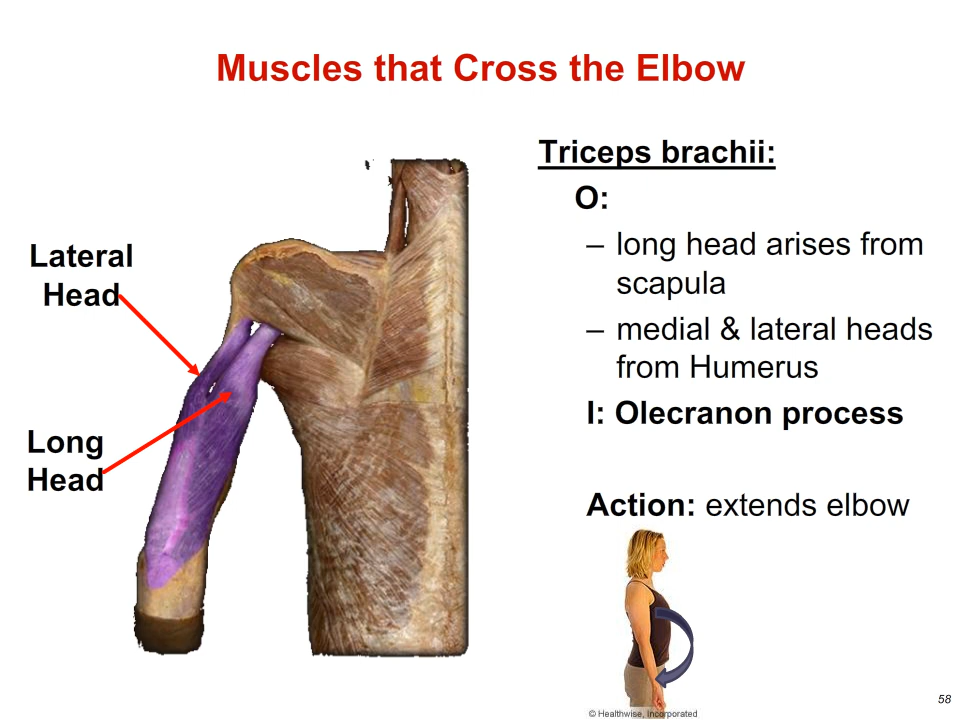 Muscles that Cross the Elbow
Lateral
Head
Long
Head
Triceps brachii:
O:
– long head arises from
scapula
– medial & lateral heads
from Humerus
I: Olecranon process
Action: extends elbow
© Healthwise, Incorporated
58